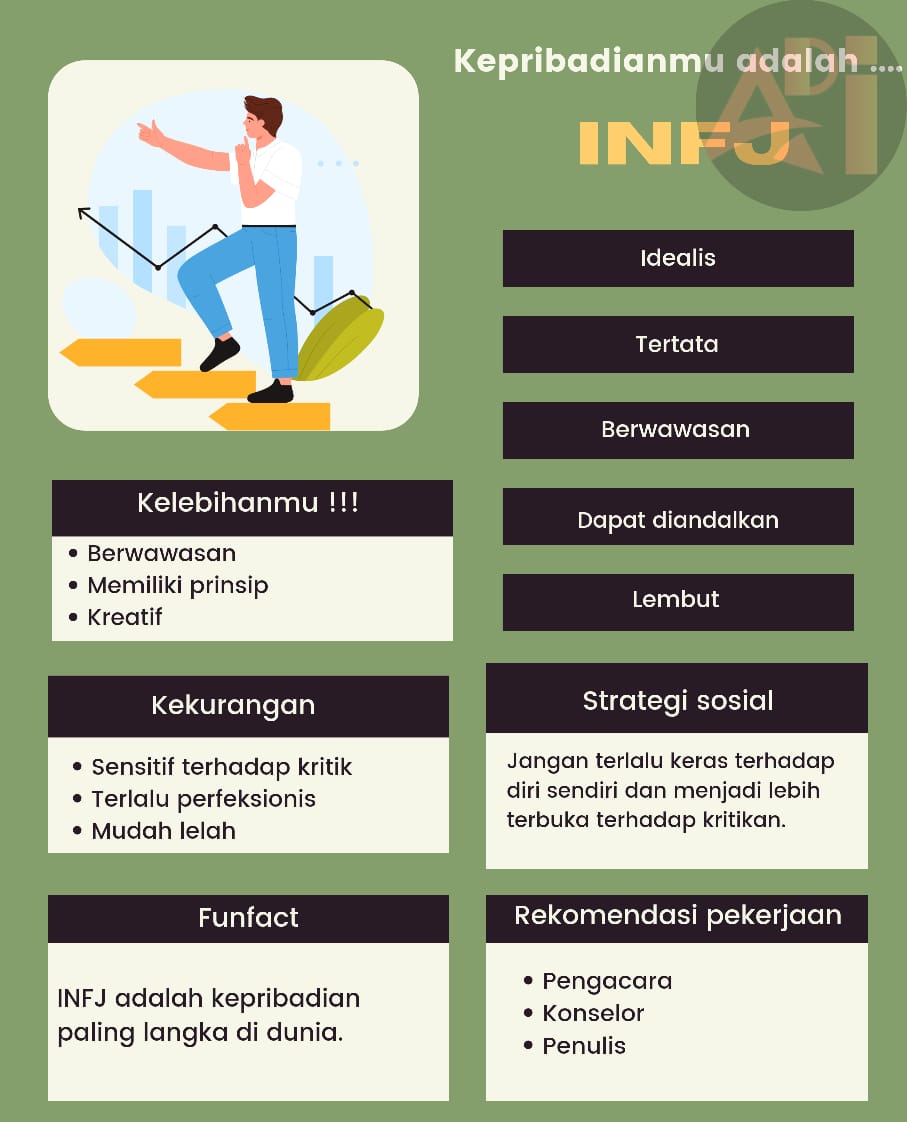 Kepribadianmu adalah ....
INFJ
ADI
Idealis
Tertata
Berwawasan
Dapat diandalkan
Lembut
Kelebihanmu !!!
• Berwawasan
• Memiliki prinsip
• Kreatif
Kekurangan
• Sensitif terhadap kritik
• Terlalu perfeksionis
• Mudah lelah
Strategi sosial
Jangan terlalu keras terhadap
diri sendiri dan menjadi lebih
terbuka terhadap kritikan.
Funfact
INFJ adalah kepribadian
paling langka di dunia.
Rekomendasi pekerjaan
• Pengacara
• Konselor
• Penulis